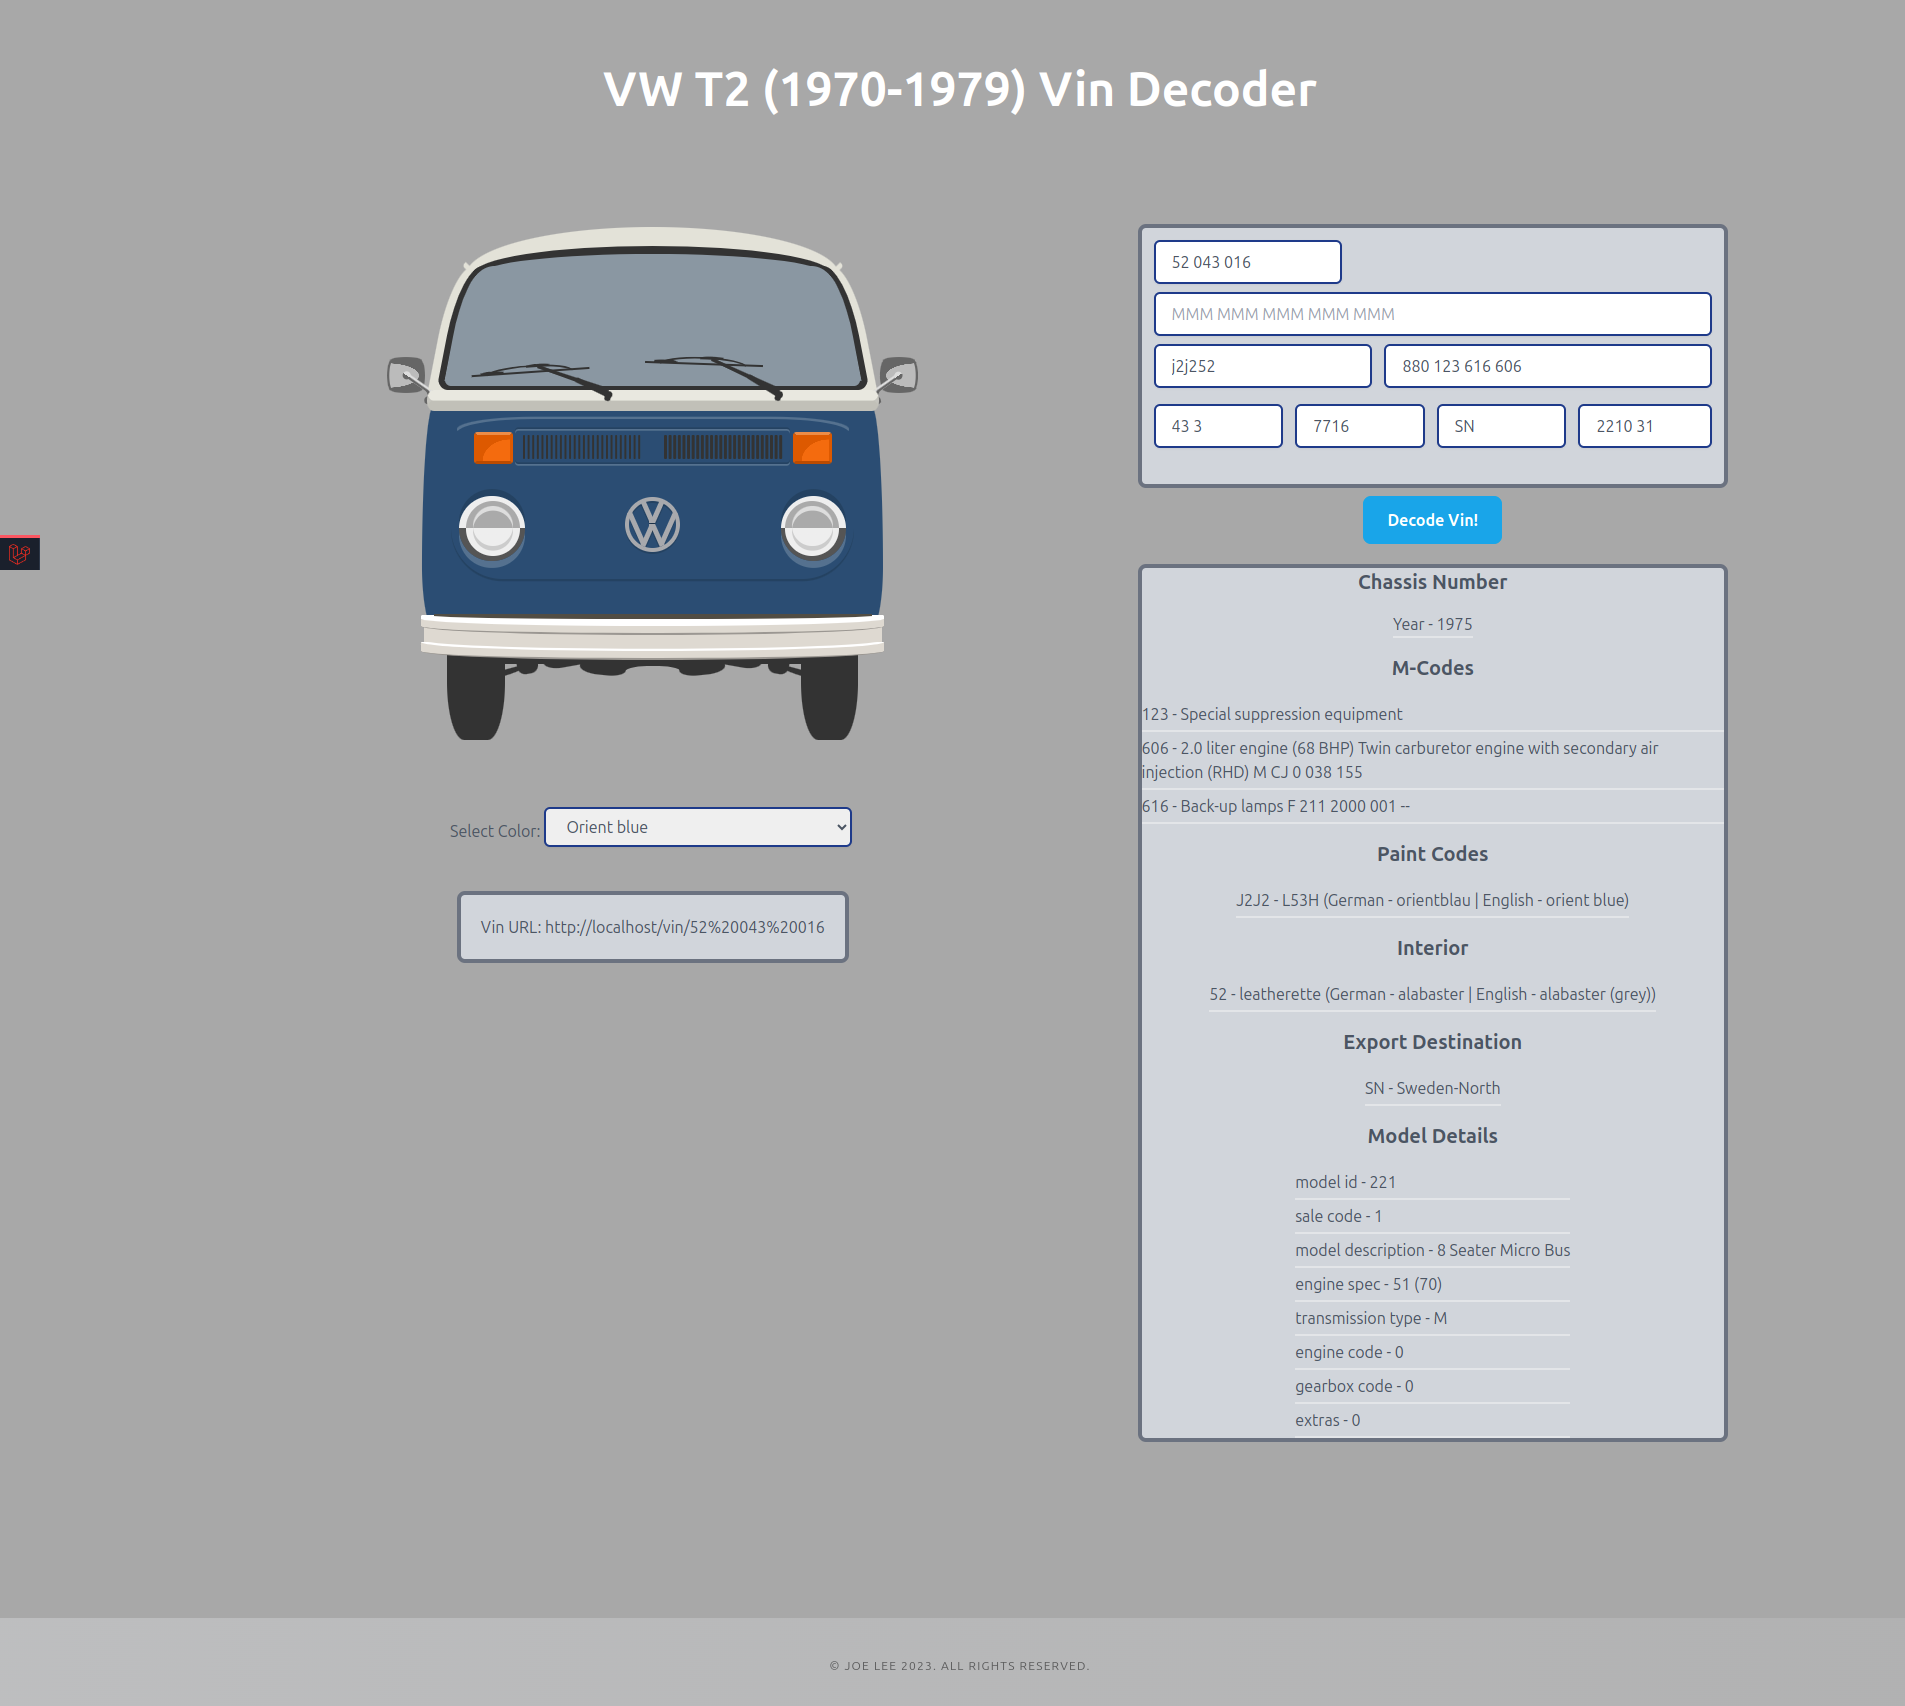 VW T2 (1970-1979) Vin Decoder
52 043 016
MMM MMM MMM MMM MMM
j2j252
880 123 616 606
43 3
7716
SN
2210 31
Decode Vin!
Select Color: Orient blue
Vin URL: http://localhost/vin/52%20043%20016
Chassis Number
Year - 1975
M-Codes
123 - Special suppression equipment
606 - 2.0 liter engine (68 BHP) Twin carburetor engine with secondary air
injection (RHD) M CJ 0 038 155
616 - Back-up lamps F 211 2000 001 --
Paint Codes
J2J2 - L53H (German - orientblau | English - orient blue)
Interior
52 - leatherette (German - alabaster | English - alabaster (grey))
Export Destination
SN - Sweden-North
Model Details
model id - 221
sale code - 1
model description - 8 Seater Micro Bus
engine spec - 51 (70)
transmission type - M
engine code - 0
gearbox code - 0
extras - 0
© JOE LEE 2023. ALL RIGHTS RESERVED.